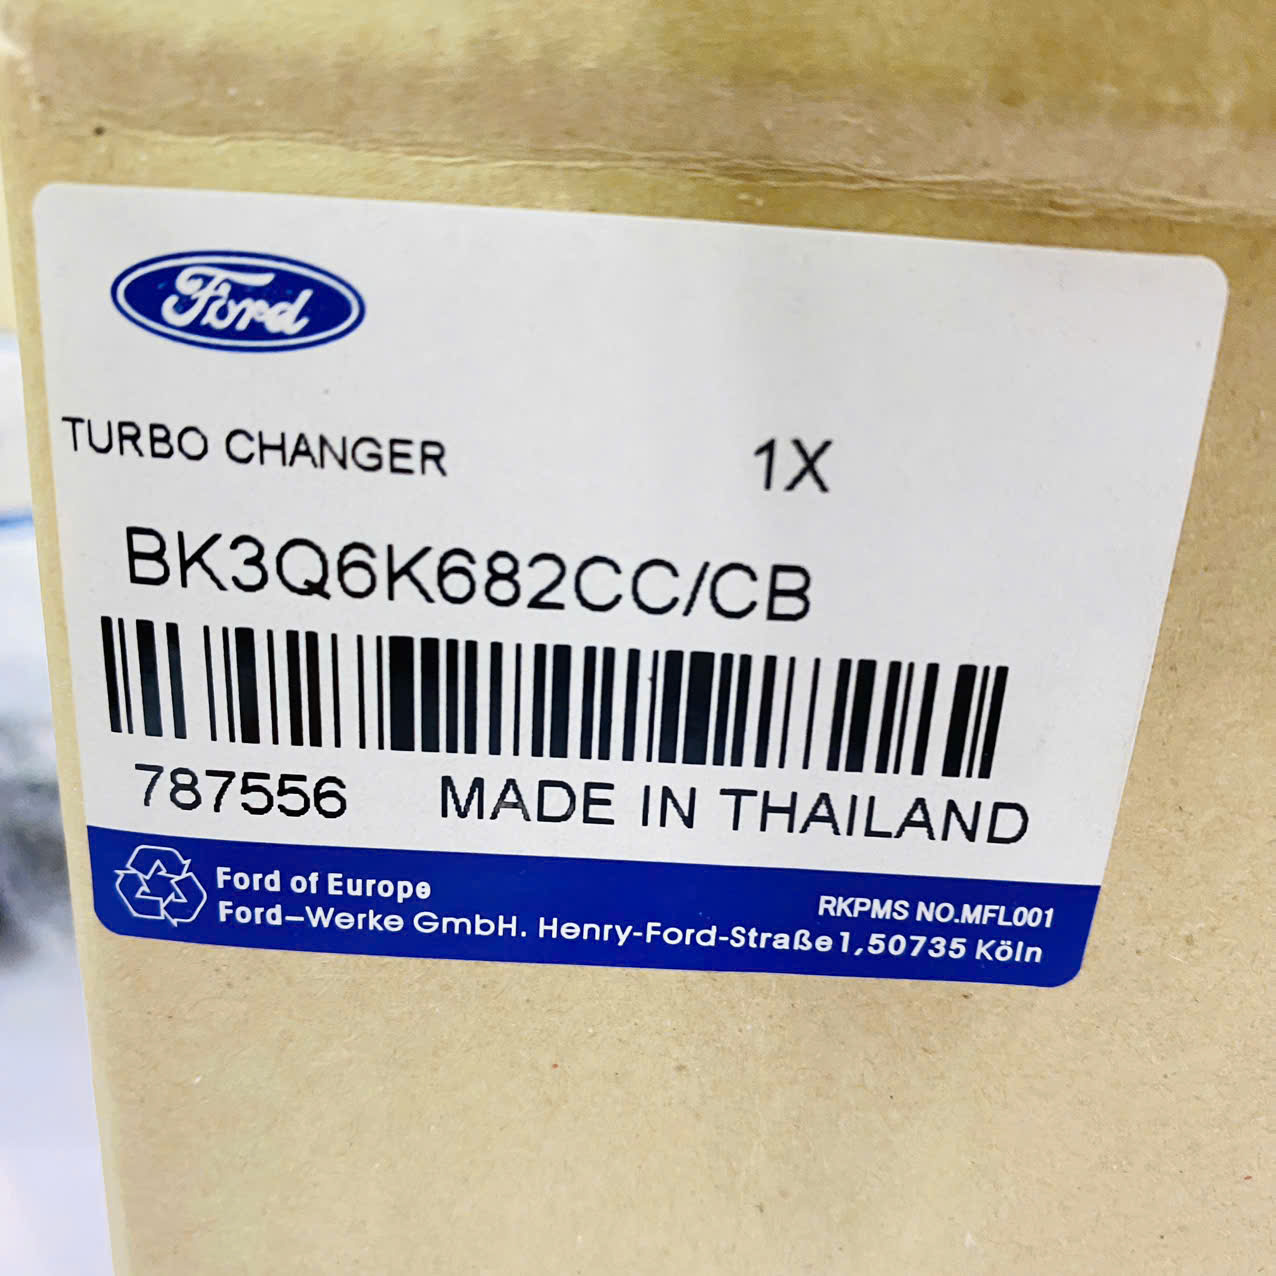 Ford
TURBO CHANGER 1X
BK3Q6K682CC/CB
787556 MADE IN THAILAND
Ford of Europe
RKPMS NO.MFL001
Ford-Werke GmbH. Henry-Ford-Straße1,50735 Köln